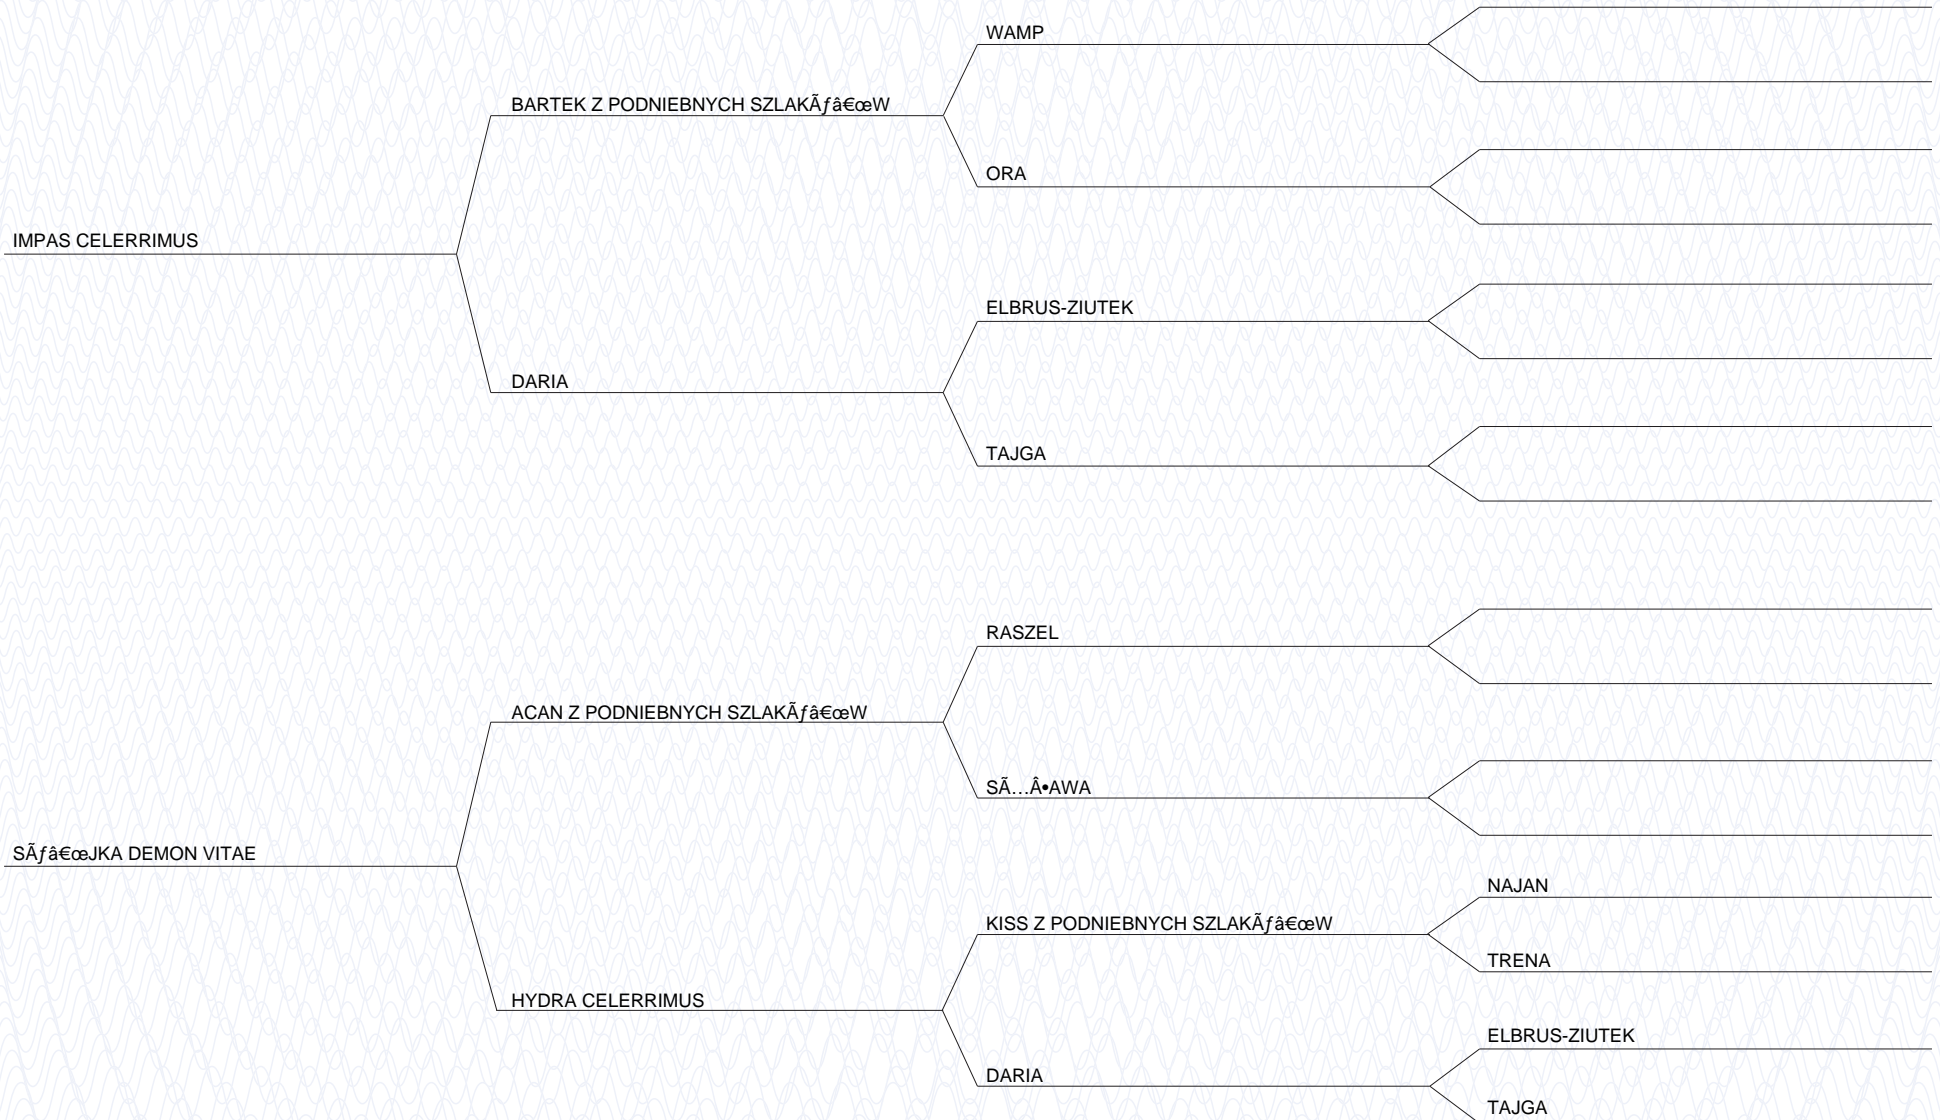 WAMP
BARTEK Z PODNIEBNYCH SZLAKÃƒâ€œW
ORA
IMPAS CELERRIMUS
ELBRUS-ZIUTEK
DARIA
TAJGA
RASZEL
ACAN Z PODNIEBNYCH SZLAKÃƒâ€œW
SÃ…Â•AWA
SÃƒâ€œJKA DEMON VITAE
NAJAN
KISS Z PODNIEBNYCH SZLAKÃƒâ€œW
TRENA
HYDRA CELERRIMUS
ELBRUS-ZIUTEK
DARIA
TAJGA